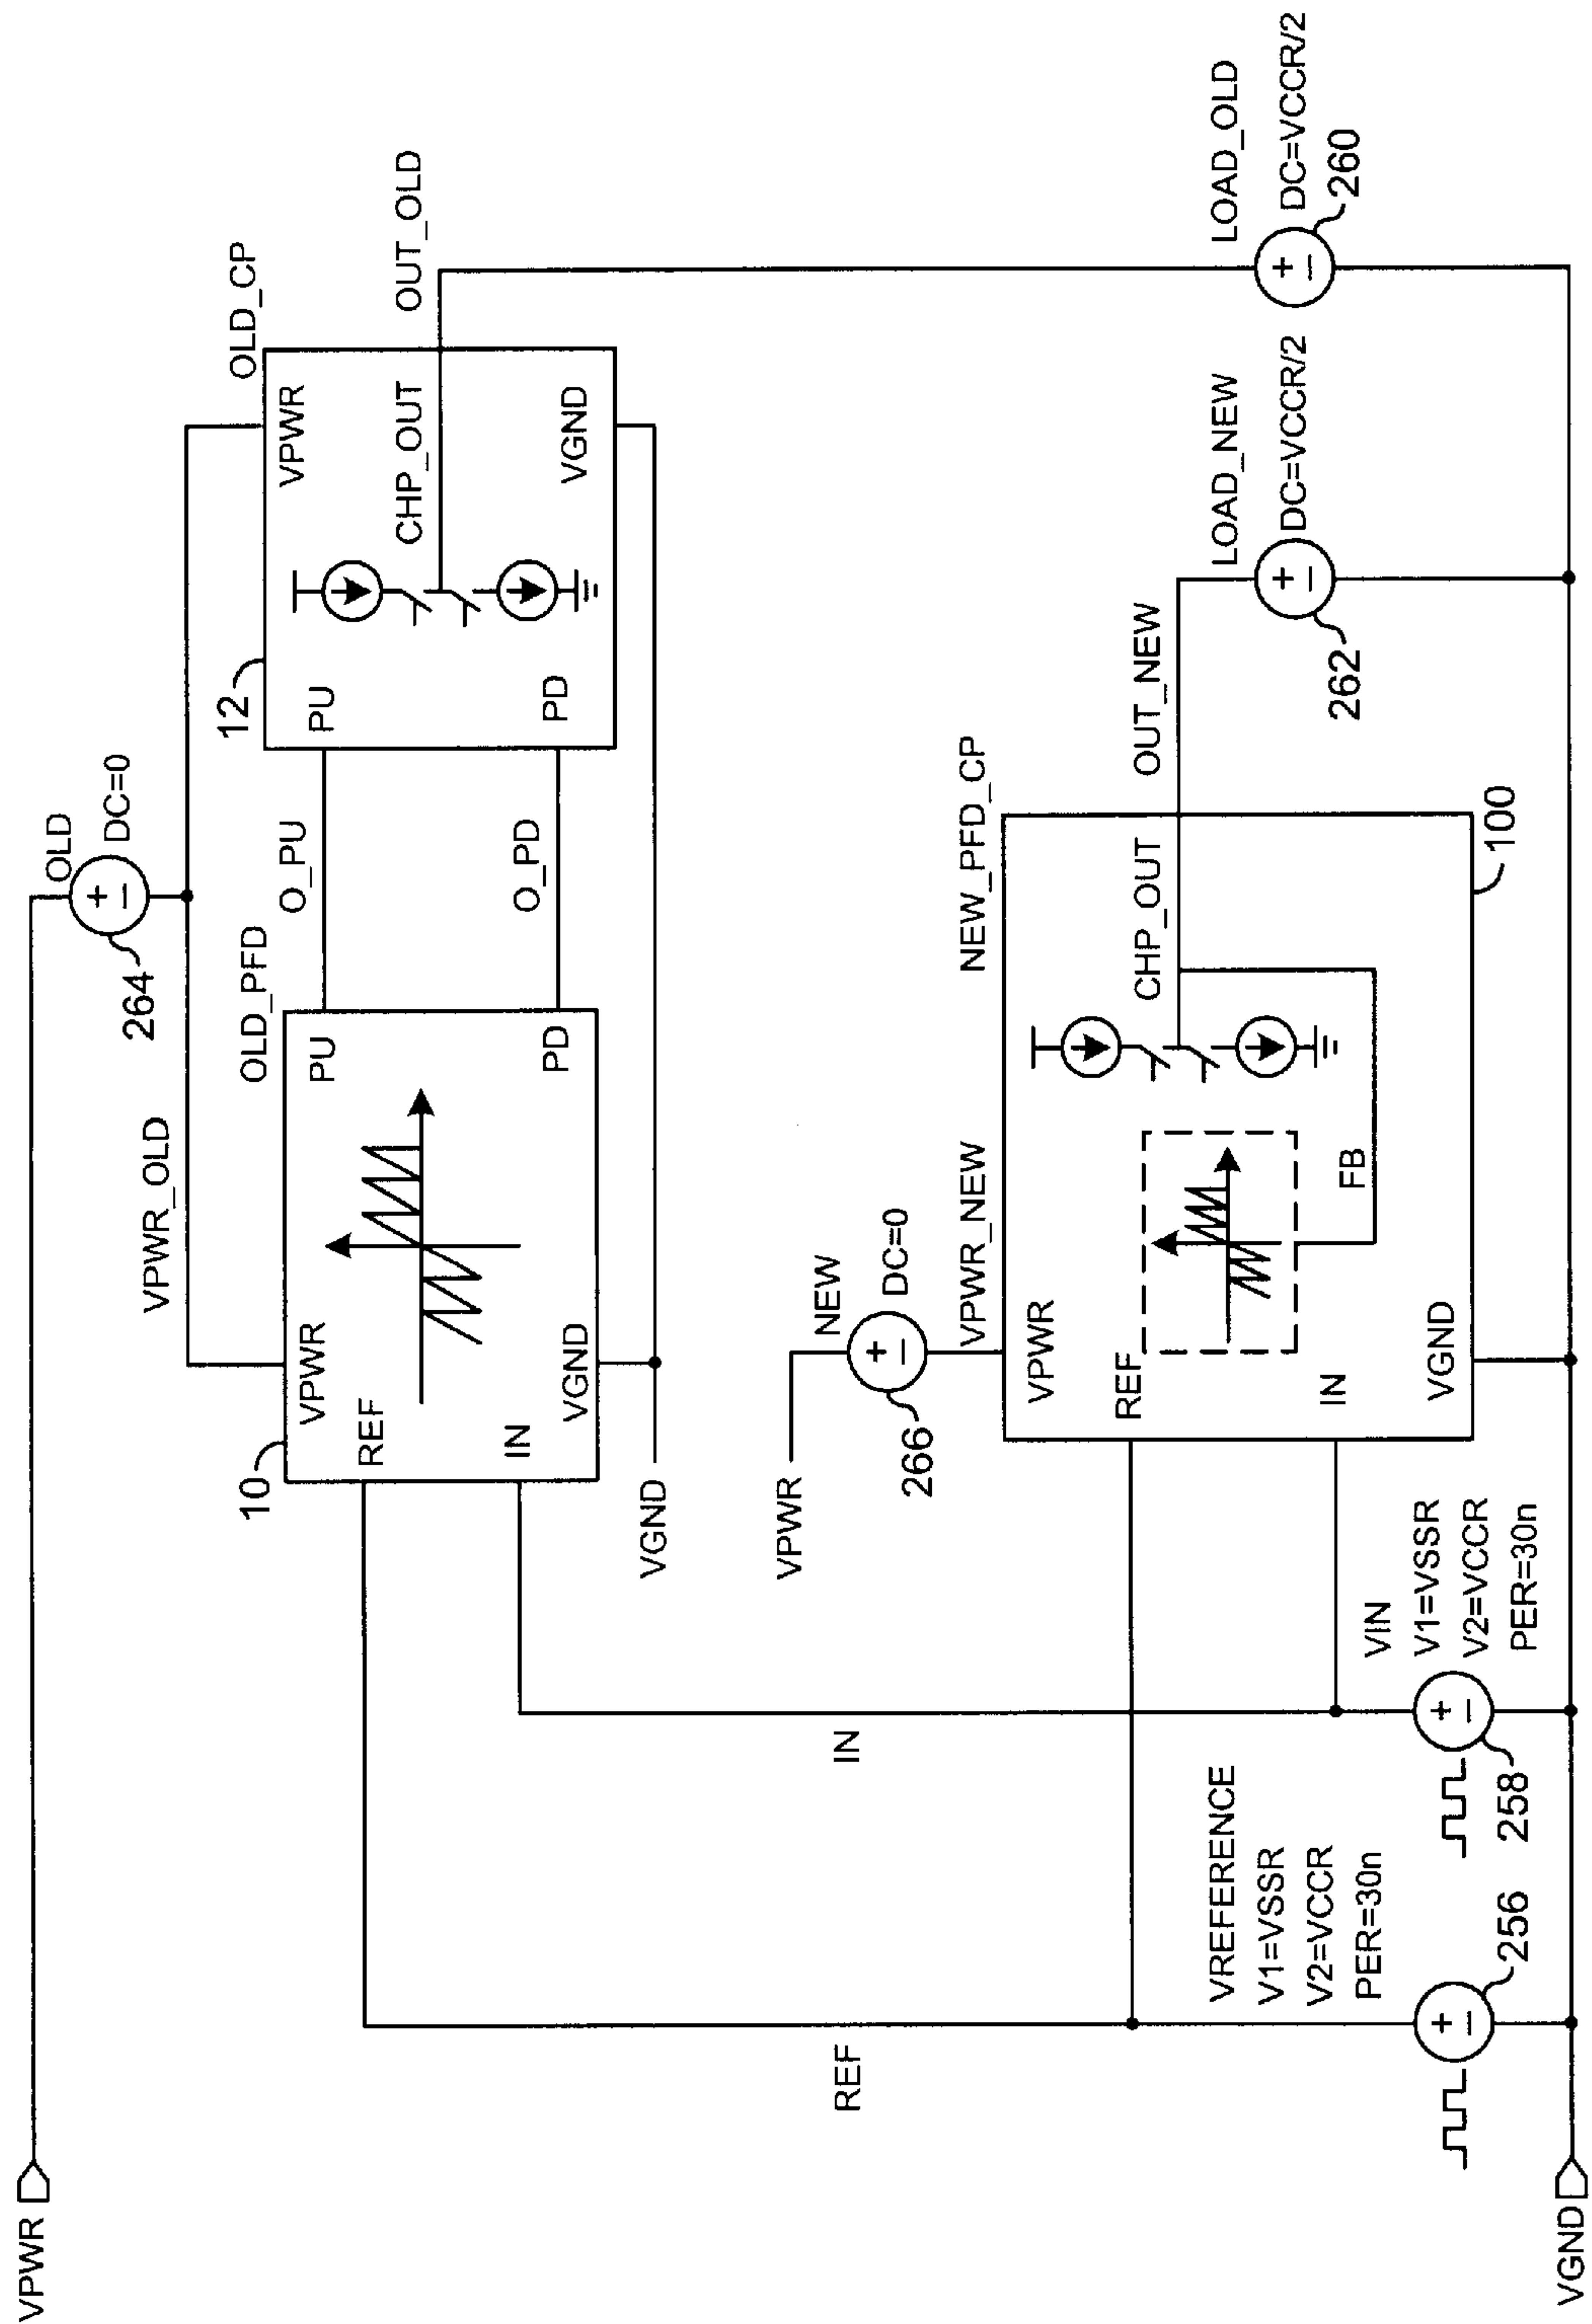 VPWR
OLD
DC=0
264
VPWR_OLD
OLD_PFD
10
VPWR
REF
IN
VGND
PU
PD
O_PU
O_PD
OLD_CP
12
PU
PD
VPWR
CHP_OUT
VGND
OUT_OLD
VGND
VPWR
NEW
DC=0
266
VPWR_NEW
NEW_PFD_CP
VPWR
REF
IN
VGND
FB
CHP_OUT
100
OUT_NEW
LOAD_NEW
DC=VCCR/2
262
LOAD_OLD
DC=VCCR/2
260
REF
IN
VREFERENCE
V1=VSSR
V2=VCCR
PER=30n
256
VIN
V1=VSSR
V2=VCCR
PER=30n
258
VGND